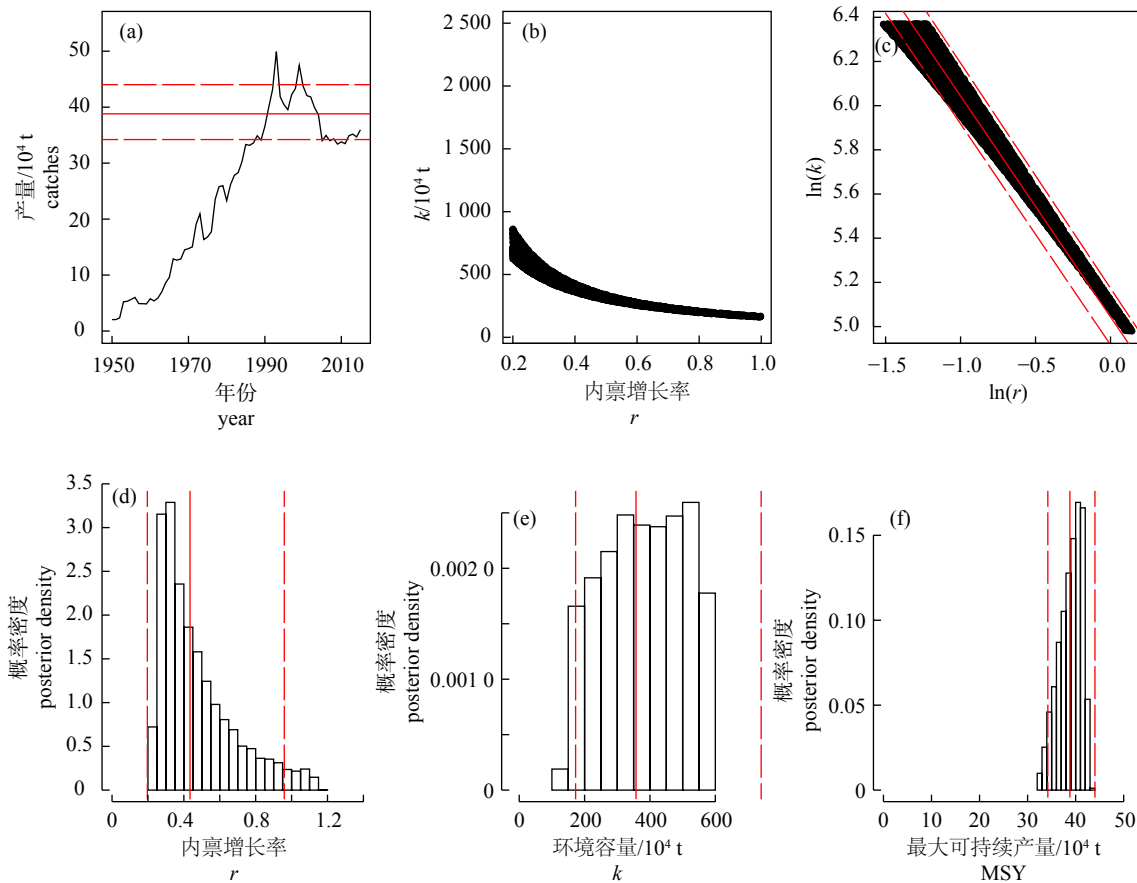 (a)
50
40
30
20
10
0
产量/10⁴ t
catches
1950
1970
1990
2010
年份
year
(b)
2 500
2 000
1 500
1 000
500
0
k/10⁴ t
0.2
0.4
0.6
0.8
1.0
内禀增长率
r
(c)
6.4
6.2
6.0
5.8
5.6
5.4
5.2
5.0
ln(k)
−1.5
−1.0
−0.5
0.0
ln(r)
(d)
3.5
3.0
2.5
2.0
1.5
1.0
0.5
0
概率密度
posterior density
0.4
0.8
1.2
内禀增长率
r
(e)
0.002 0
0.001 0
0
概率密度
posterior density
0
200
400
600
环境容量/10⁴ t
k
(f)
0.15
0.10
0.05
0
概率密度
posterior density
0
10
20
30
40
50
最大可持续产量/10⁴ t
MSY